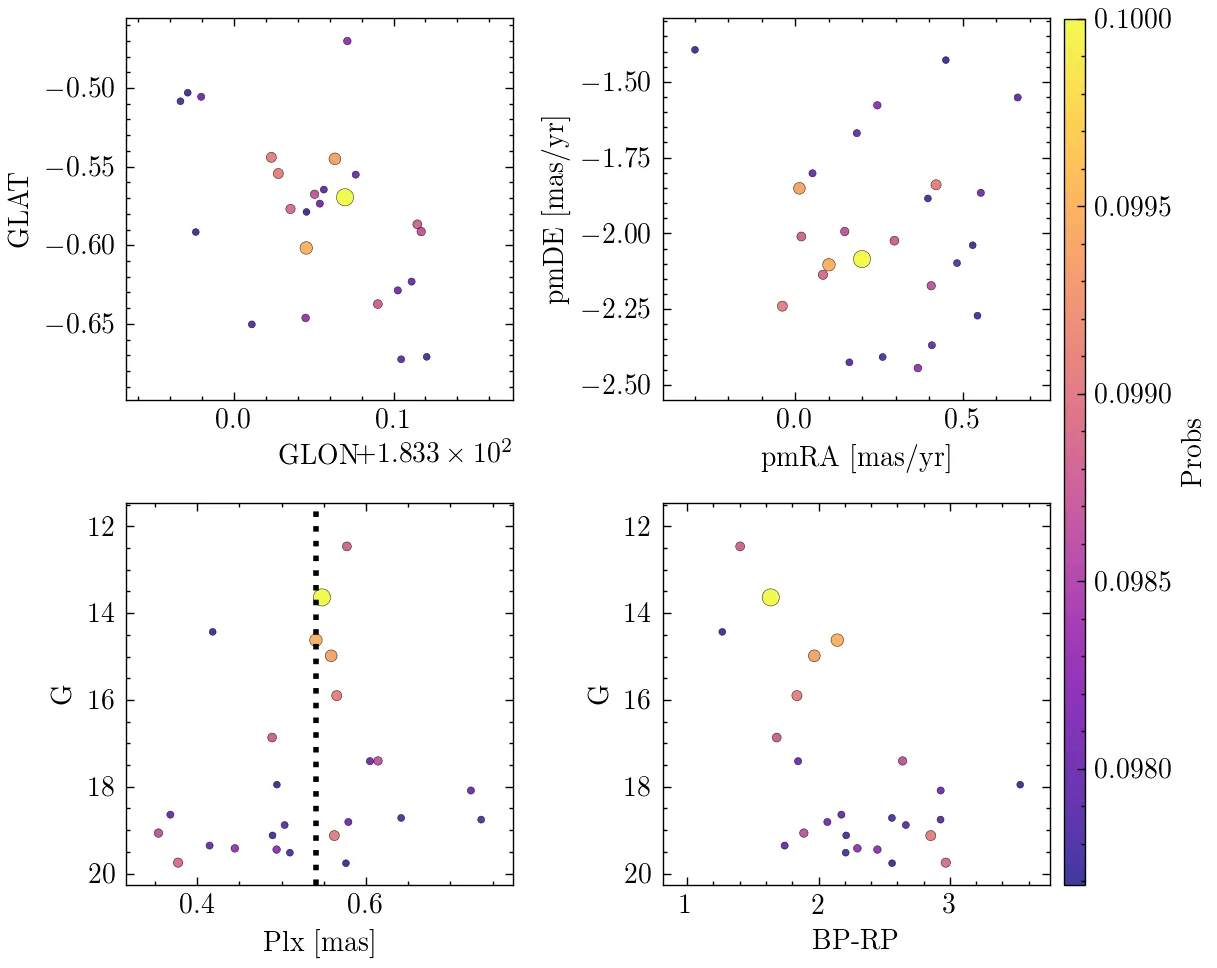 −0.50
−0.55
−0.60
−0.65
GLAT
0.0 0.1
GLON+1.833 × 10²
−1.50
−1.75
−2.00
−2.25
−2.50
pmDE [mas/yr]
0.0 0.5
pmRA [mas/yr]
12
14
16
18
20
G
0.4 0.6
Plx [mas]
12
14
16
18
20
G
1 2 3
BP-RP
0.1000
0.0995
0.0990
0.0985
0.0980
Probs